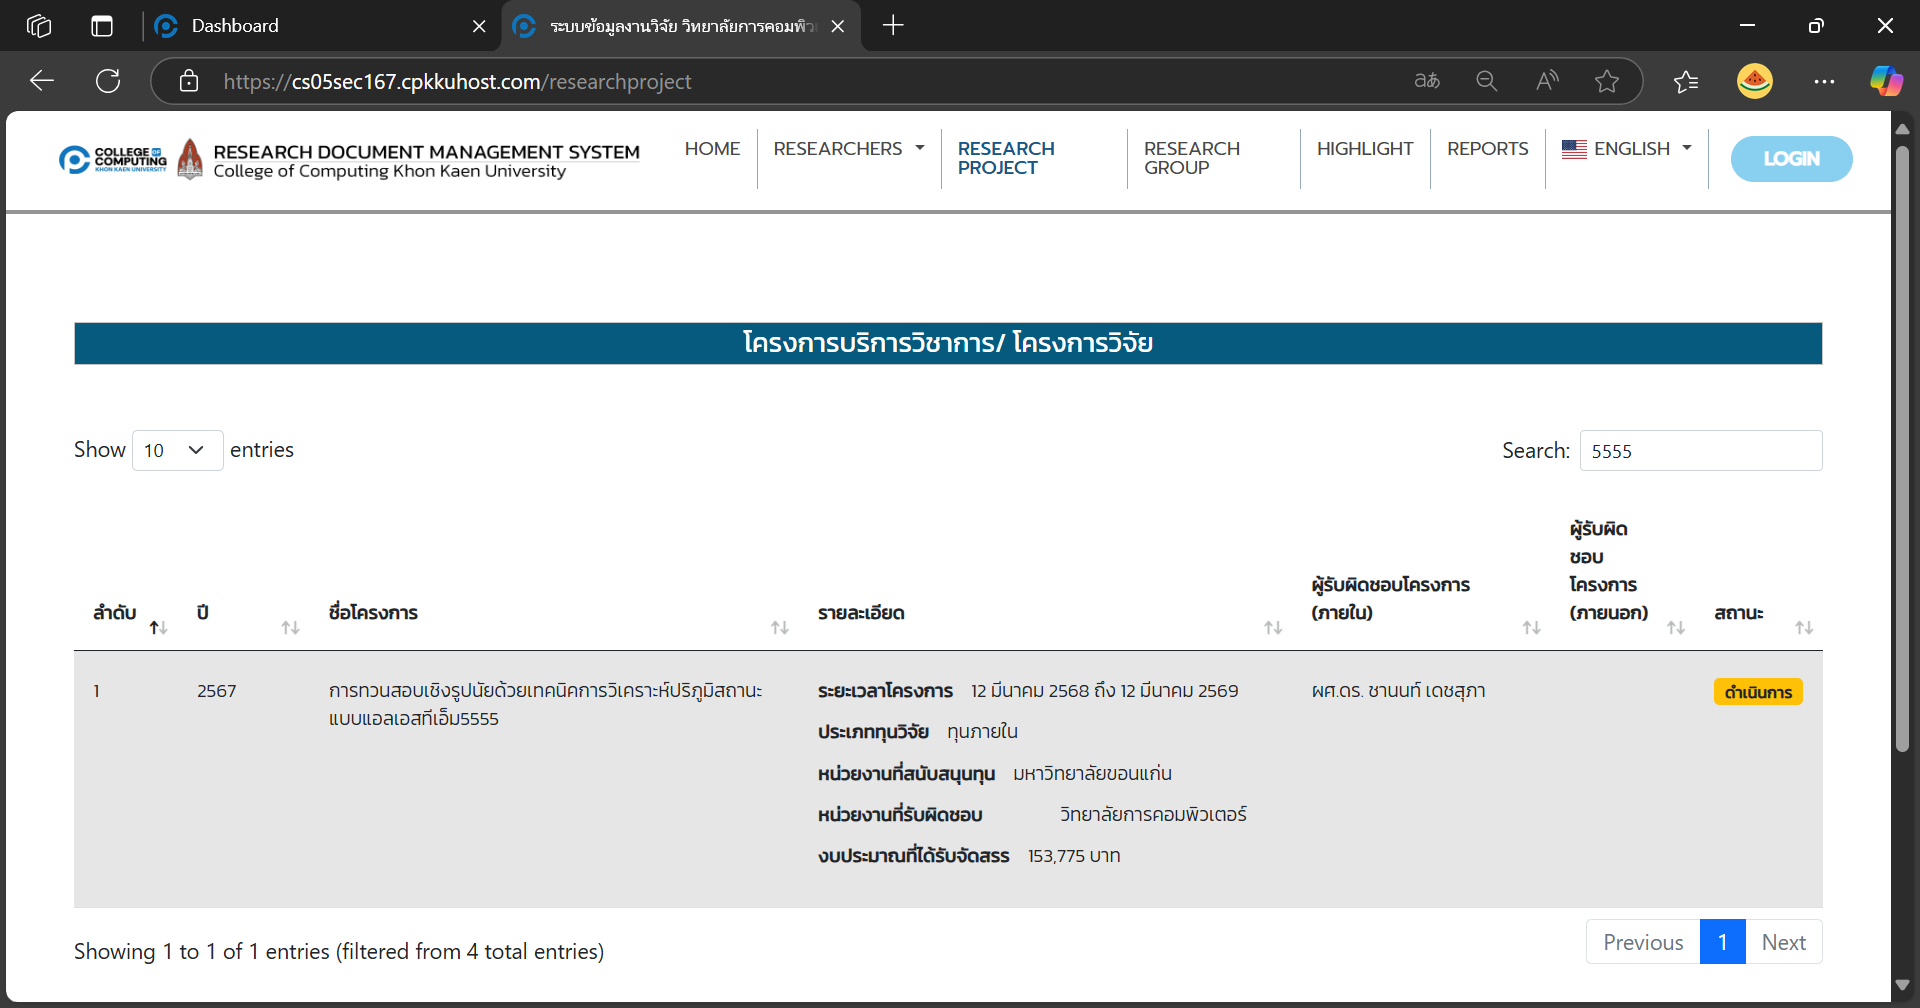 Dashboard
ระบบข้อมูลงานวิจัย วิทยาลัยการคอมพิว
https://cs05sec167.cpkkuhost.com/researchproject
COLLEGE OF COMPUTING
KHON KAEN UNIVERSITY
RESEARCH DOCUMENT MANAGEMENT SYSTEM
College of Computing Khon Kaen University
HOME
RESEARCHERS
RESEARCH PROJECT
RESEARCH GROUP
HIGHLIGHT
REPORTS
ENGLISH
LOGIN
โครงการบริการวิชาการ/ โครงการวิจัย
Show 10 entries
Search: 5555
ลำดับ
ปี
ชื่อโครงการ
รายละเอียด
ผู้รับผิดชอบโครงการ
(ภายใน)
ผู้รับผิด
ชอบ
โครงการ
(ภายนอก)
สถานะ
1
2567
การทวนสอบเชิงรูปนัยด้วยเทคนิคการวิเคราะห์ปริภูมิสถานะ
แบบแอลเอสทีเอ็ม5555
ระยะเวลาโครงการ 12 มีนาคม 2568 ถึง 12 มีนาคม 2569
ประเภททุนวิจัย ทุนภายใน
หน่วยงานที่สนับสนุนทุน มหาวิทยาลัยขอนแก่น
หน่วยงานที่รับผิดชอบ วิทยาลัยการคอมพิวเตอร์
งบประมาณที่ได้รับจัดสรร 153,775 บาท
ผศ.ดร. ชานนท์ เดชสุภา
ดำเนินการ
Showing 1 to 1 of 1 entries (filtered from 4 total entries)
Previous 1 Next